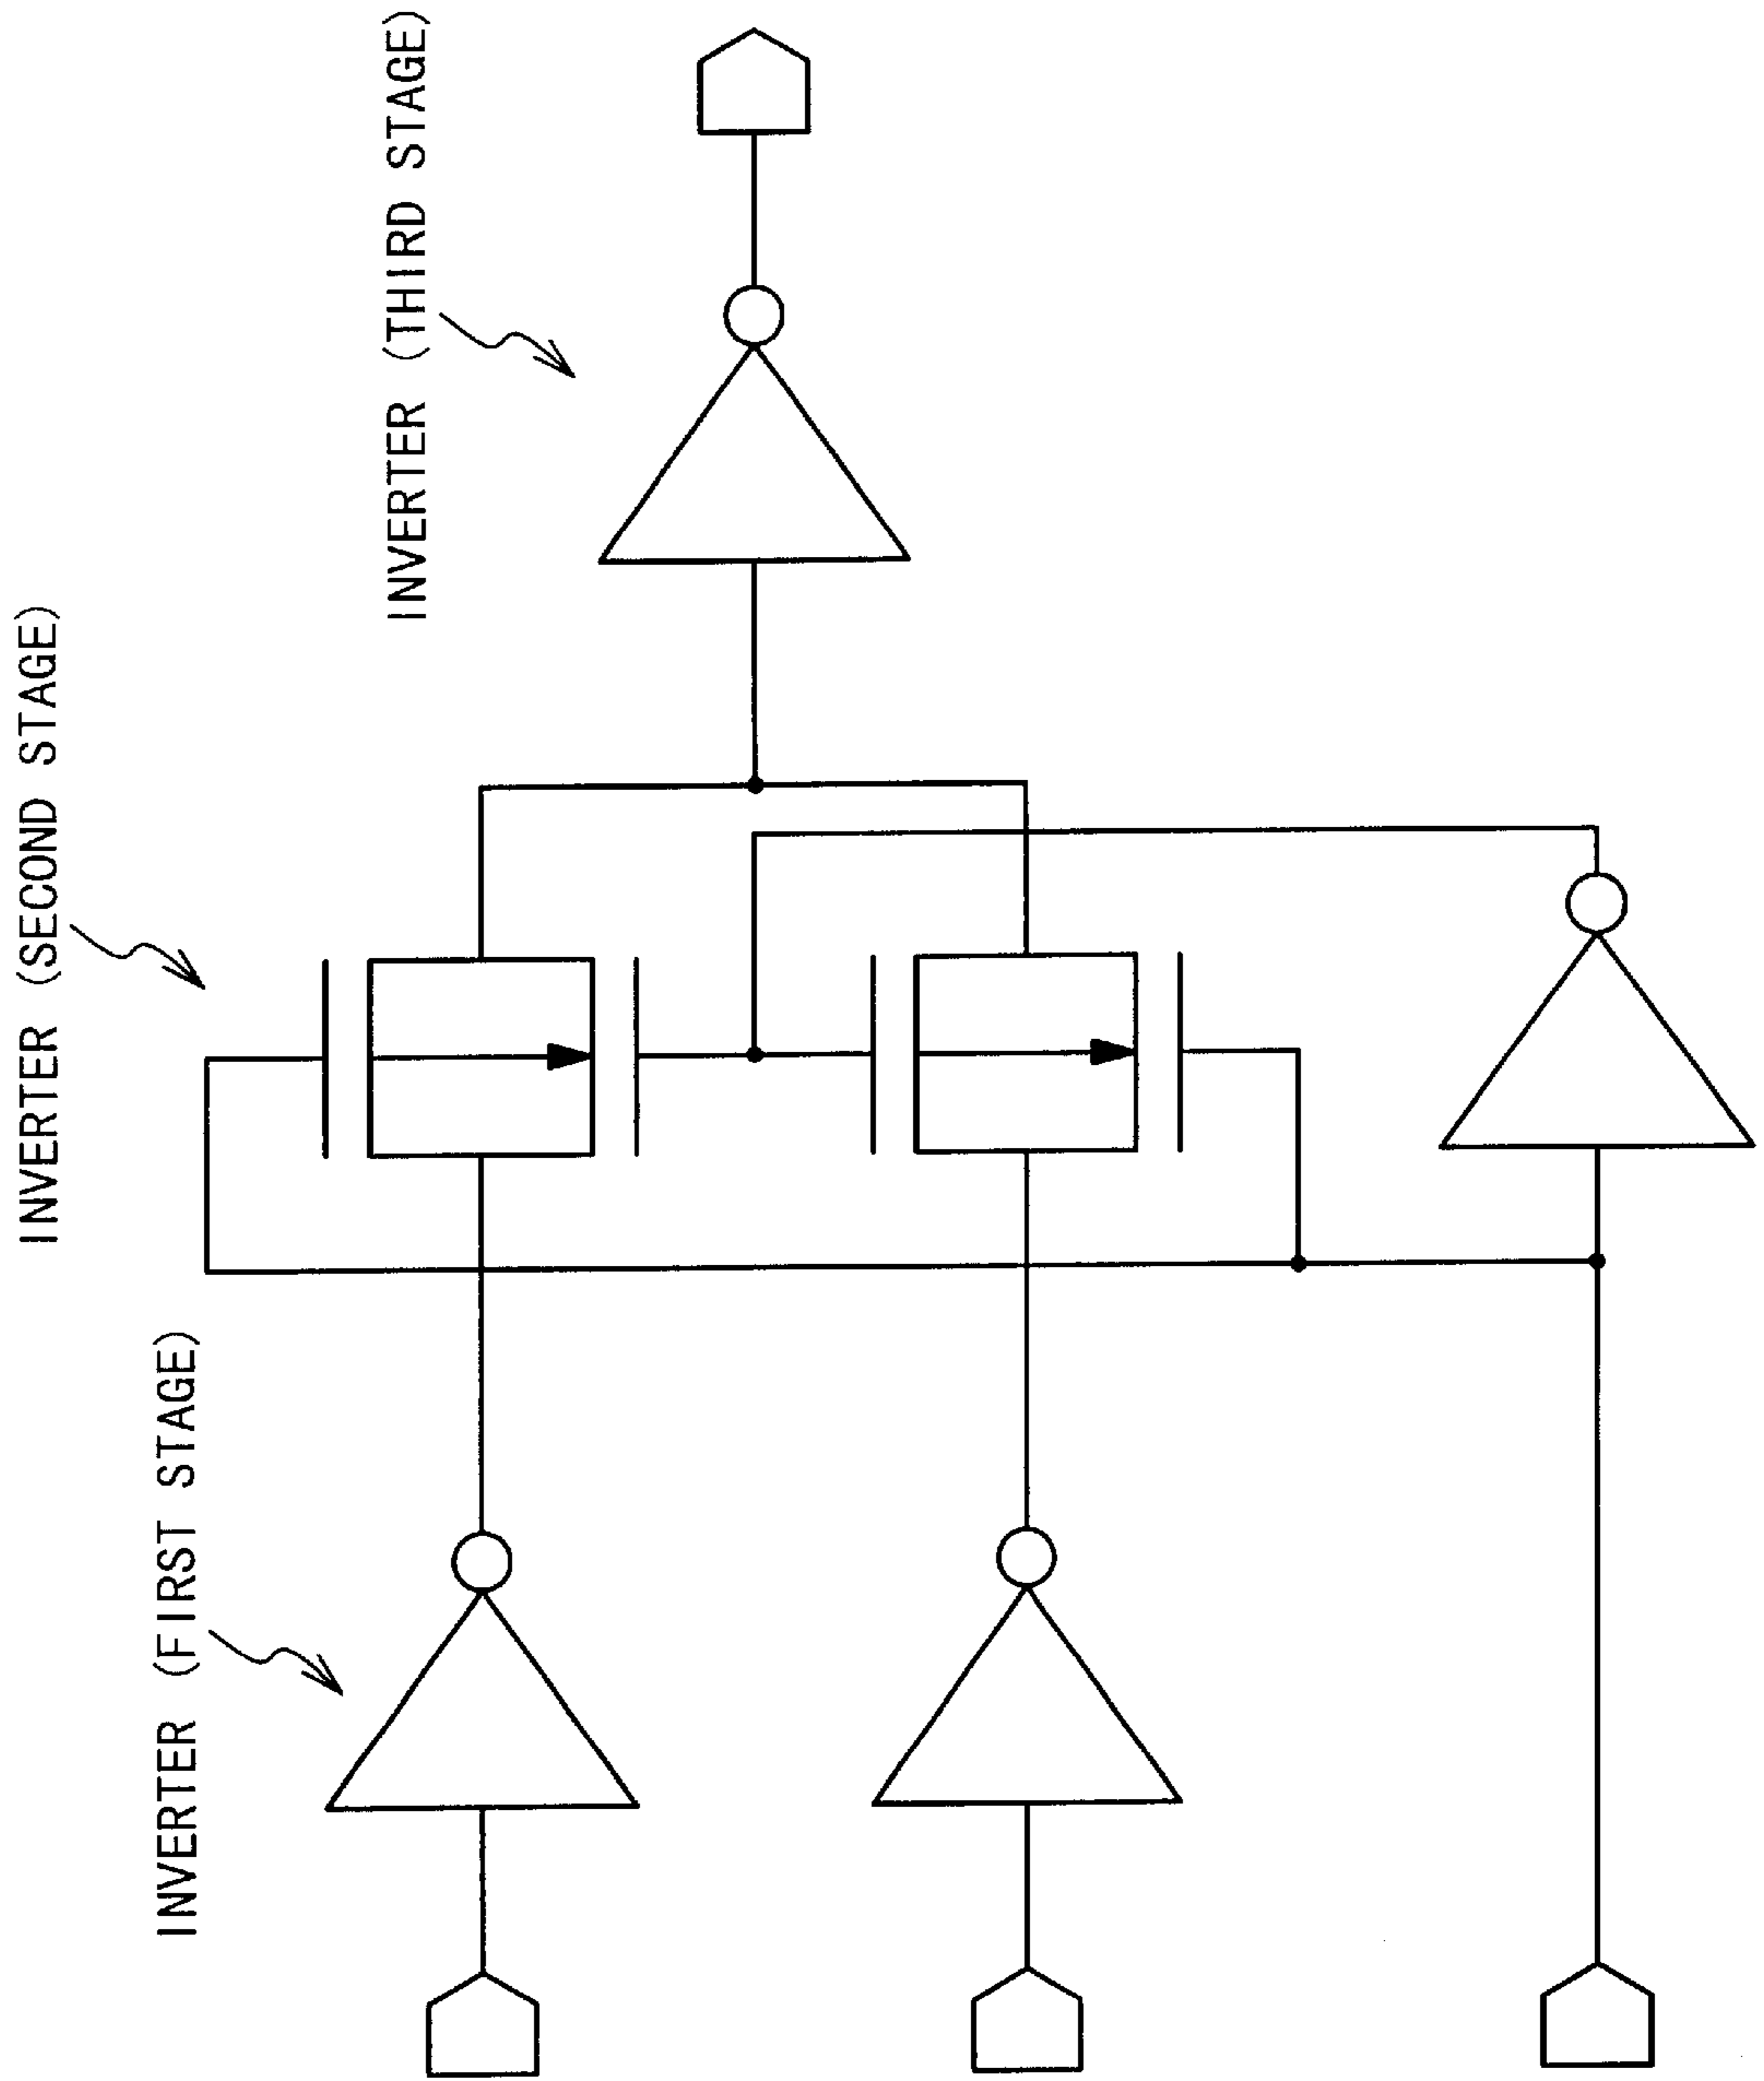 INVERTER (FIRST STAGE)
INVERTER (SECOND STAGE)
INVERTER (THIRD STAGE)